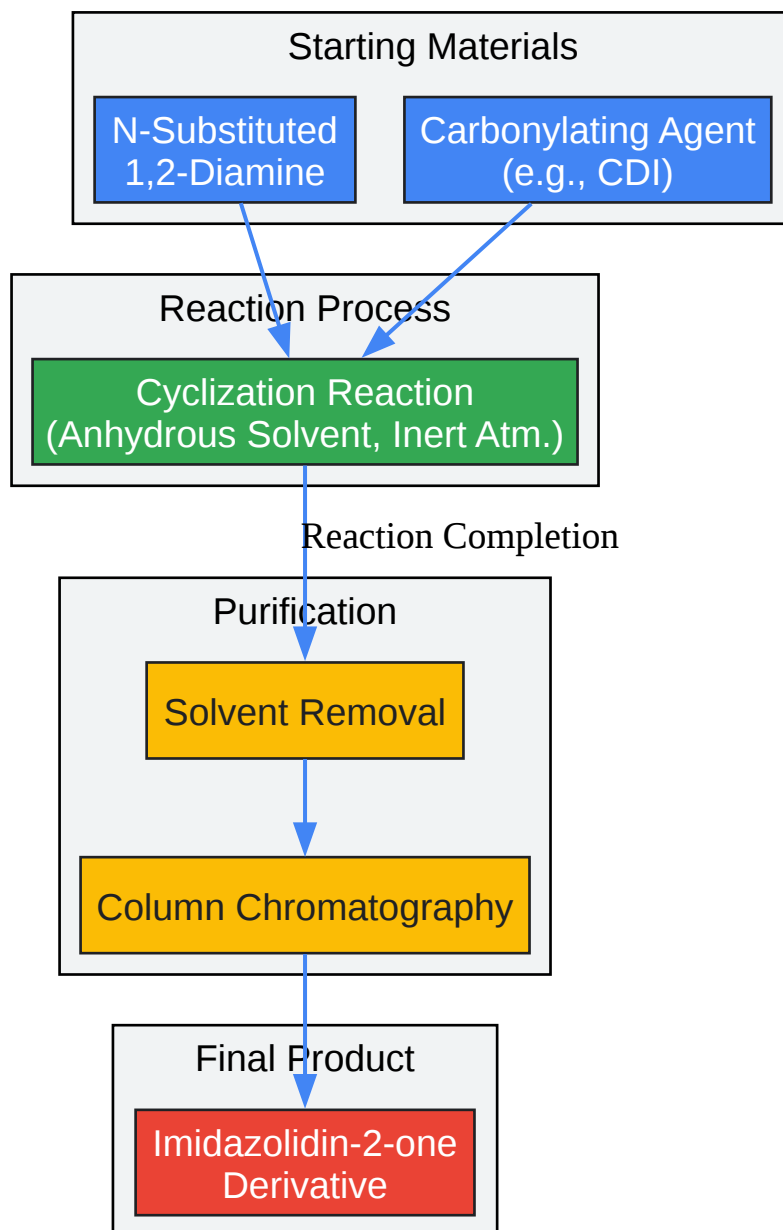 Starting Materials
N-Substituted
1,2-Diamine
Carbonylating Agent
(e.g., CDI)
Reaction Process
Cyclization Reaction
(Anhydrous Solvent, Inert Atm.)
Reaction Completion
Purification
Solvent Removal
Column Chromatography
Final Product
Imidazolidin-2-one
Derivative